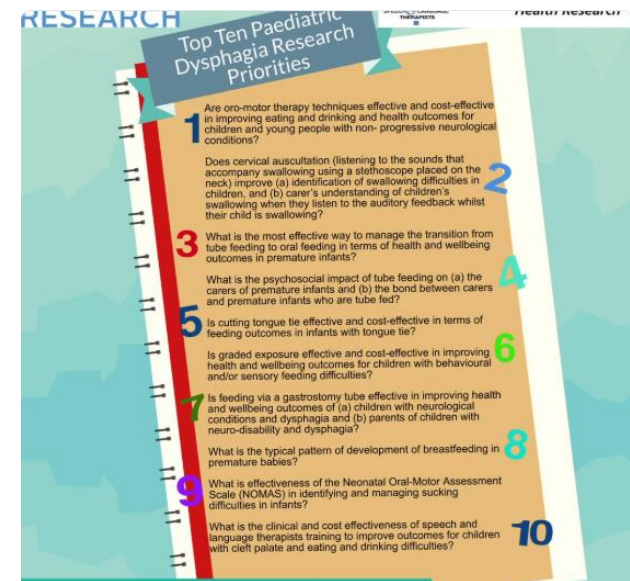 RESEARCH
LANGUAGE
THERAPISTS
Health Research
Top Ten Paediatric
Dysphagia Research
Priorities
1
Are oro-motor therapy techniques effective and cost-effective
in improving eating and drinking and health outcomes for
children and young people with non- progressive neurological
conditions?
2
Does cervical auscultation (listening to the sounds that
accompany swallowing using a stethoscope placed on the
neck) improve (a) identification of swallowing difficulties in
children, and (b) carer's understanding of children's
swallowing when they listen to the auditory feedback whilst
their child is swallowing?
3
What is the most effective way to manage the transition from
tube feeding to oral feeding in terms of health and wellbeing
outcomes in premature infants?
4
What is the psychosocial impact of tube feeding on (a) the
carers of premature infants and (b) the bond between carers
and premature infants who are tube fed?
5
Is cutting tongue tie effective and cost-effective in terms of
feeding outcomes in infants with tongue tie?
6
Is graded exposure effective and cost-effective in improving
health and wellbeing outcomes for children with behavioural
and/or sensory feeding difficulties?
7
Is feeding via a gastrostomy tube effective in improving health
and wellbeing outcomes of (a) children with neurological
conditions and dysphagia and (b) parents of children with
neuro-disability and dysphagia?
8
What is the typical pattern of development of breastfeeding in
premature babies?
9
What is effectiveness of the Neonatal Oral-Motor Assessment
Scale (NOMAS) in identifying and managing sucking
difficulties in infants?
10
What is the clinical and cost effectiveness of speech and
language therapists training to improve outcomes for children
with cleft palate and eating and drinking difficulties?